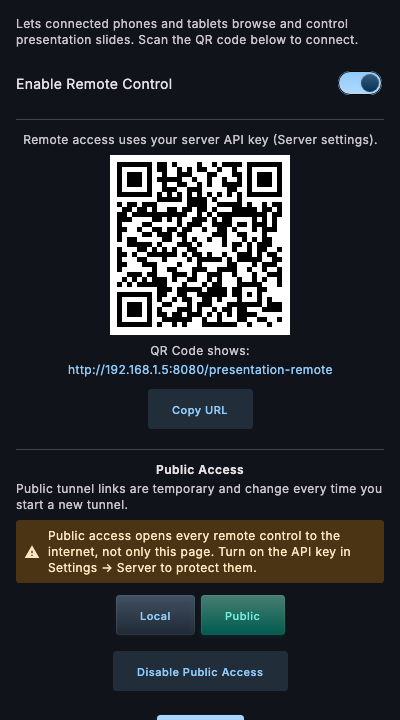 Lets connected phones and tablets browse and control
presentation slides. Scan the QR code below to connect.
Enable Remote Control
Remote access uses your server API key (Server settings).
QR Code shows:
http://192.168.1.5:8080/presentation-remote
Copy URL
Public Access
Public tunnel links are temporary and change every time you
start a new tunnel.
Public access opens every remote control to the
internet, not only this page. Turn on the API key in
Settings → Server to protect them.
Local
Public
Disable Public Access